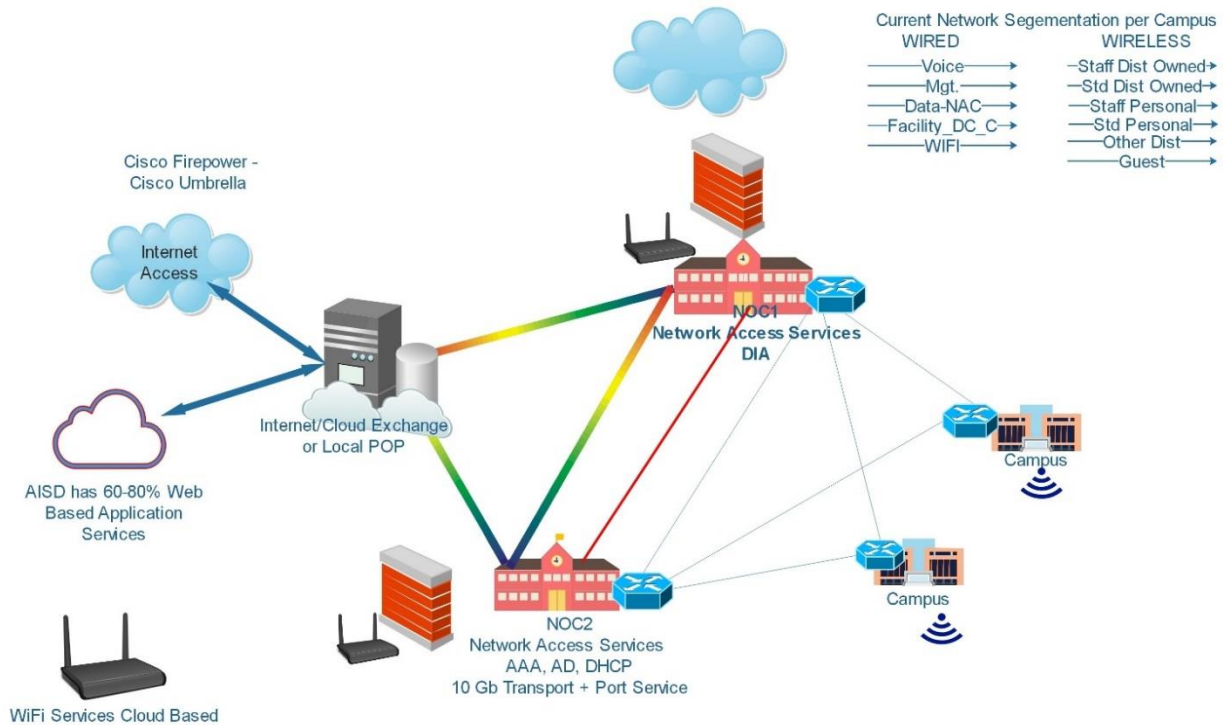 Current Network Segementation per Campus
WIRED
WIRELESS
Voice
Mgt.
Data-NAC
Facility_DC_C
WIFI
Staff Dist Owned
Std Dist Owned
Staff Personal
Std Personal
Other Dist
Guest
Cisco Firepower -
Cisco Umbrella
Internet
Access
NOC1
Network Access Services
DIA
Internet/Cloud Exchange
or Local POP
Campus
AISD has 60-80% Web
Based Application
Services
Campus
NOC2
Network Access Services
AAA, AD, DHCP
10 Gb Transport + Port Service
WiFi Services Cloud Based